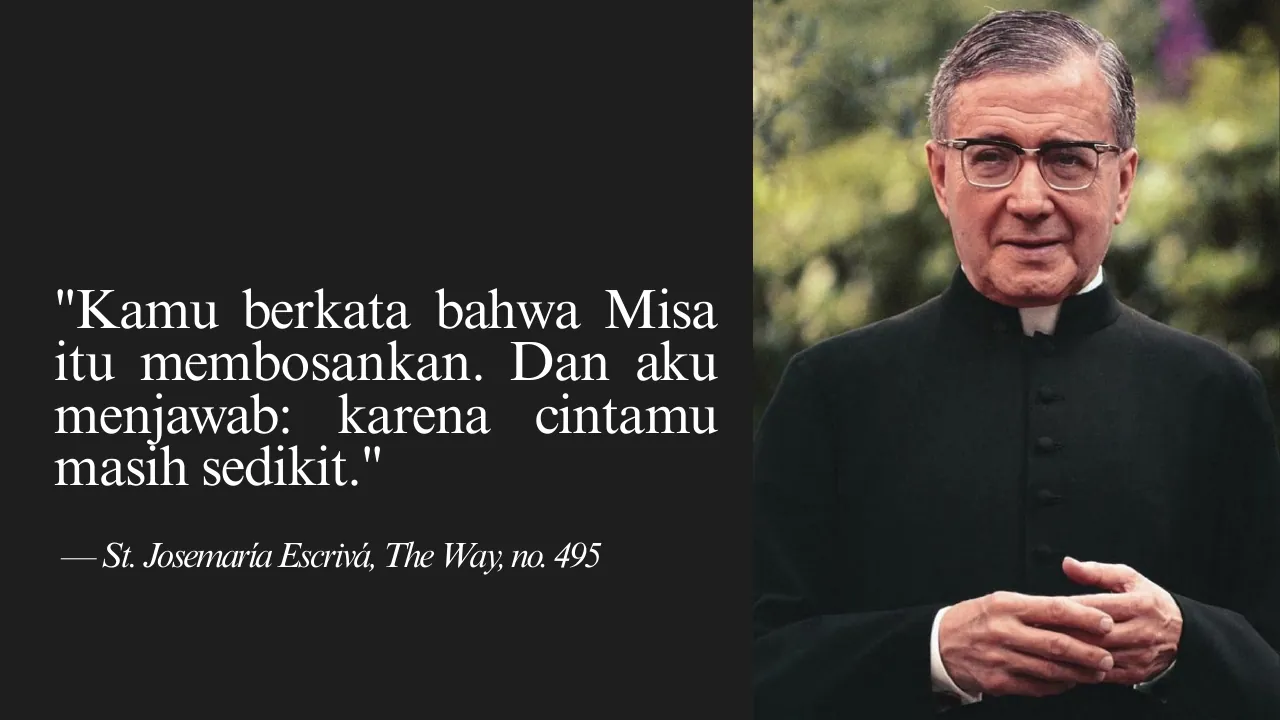 "Kamu berkata bahwa Misa
itu membosankan. Dan aku
menjawab: karena cintamu
masih sedikit."
— St. Josemaría Escrivá, The Way, no. 495